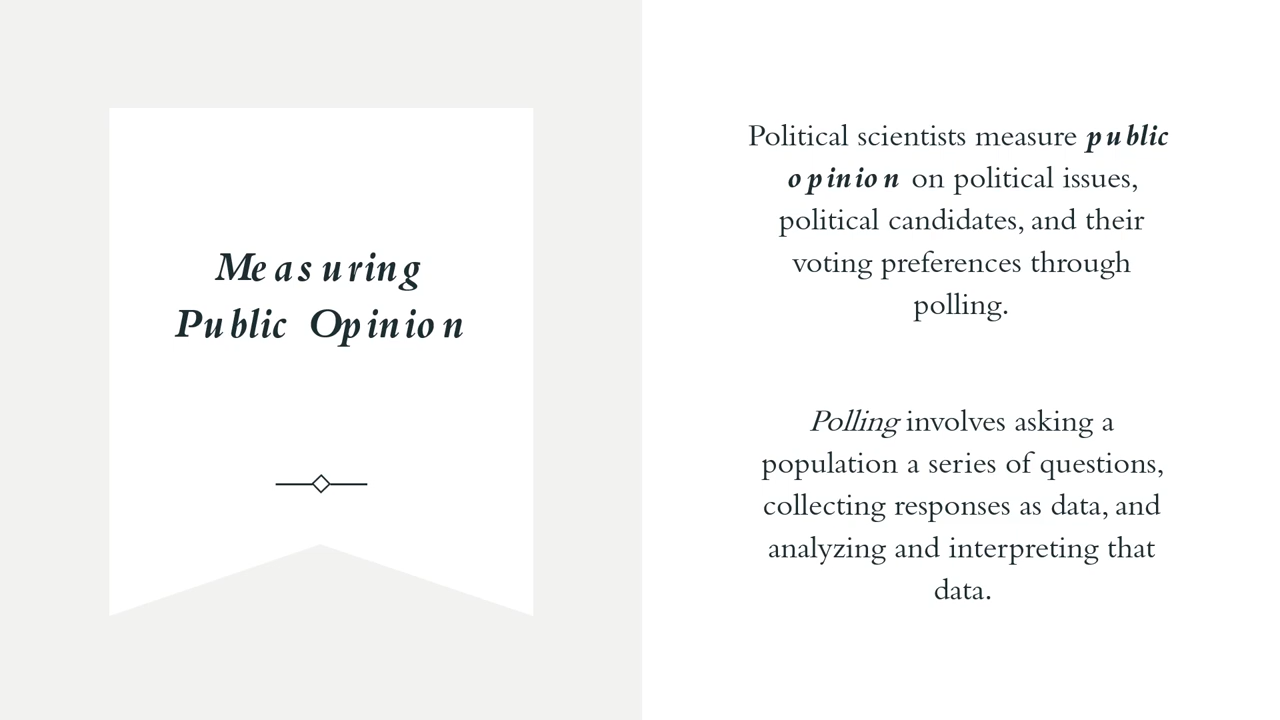 Measuring
Public Opinion
Political scientists measure public
opinion on political issues,
political candidates, and their
voting preferences through
polling.
Polling involves asking a
population a series of questions,
collecting responses as data, and
analyzing and interpreting that
data.